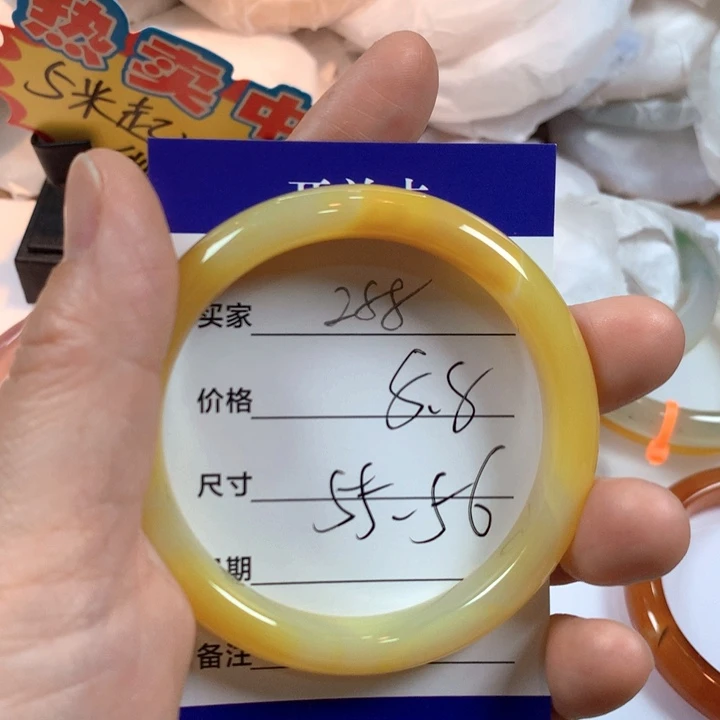 热卖中
5米起
买家 288
价格 8.8
尺寸 55-56
期
备注